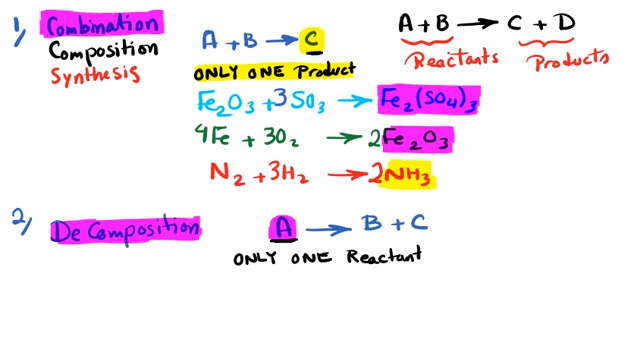 1, Combination
Composition
Synthesis
A + B → C
A + B → C + D
Reactants Products
ONLY ONE Product
Fe₂O₃ + 3SO₃ → Fe₂(SO₄)₃
4Fe + 3O₂ → 2Fe₂O₃
N₂ + 3H₂ → 2NH₃
2, DeComposition
A → B + C
ONLY ONE Reactant